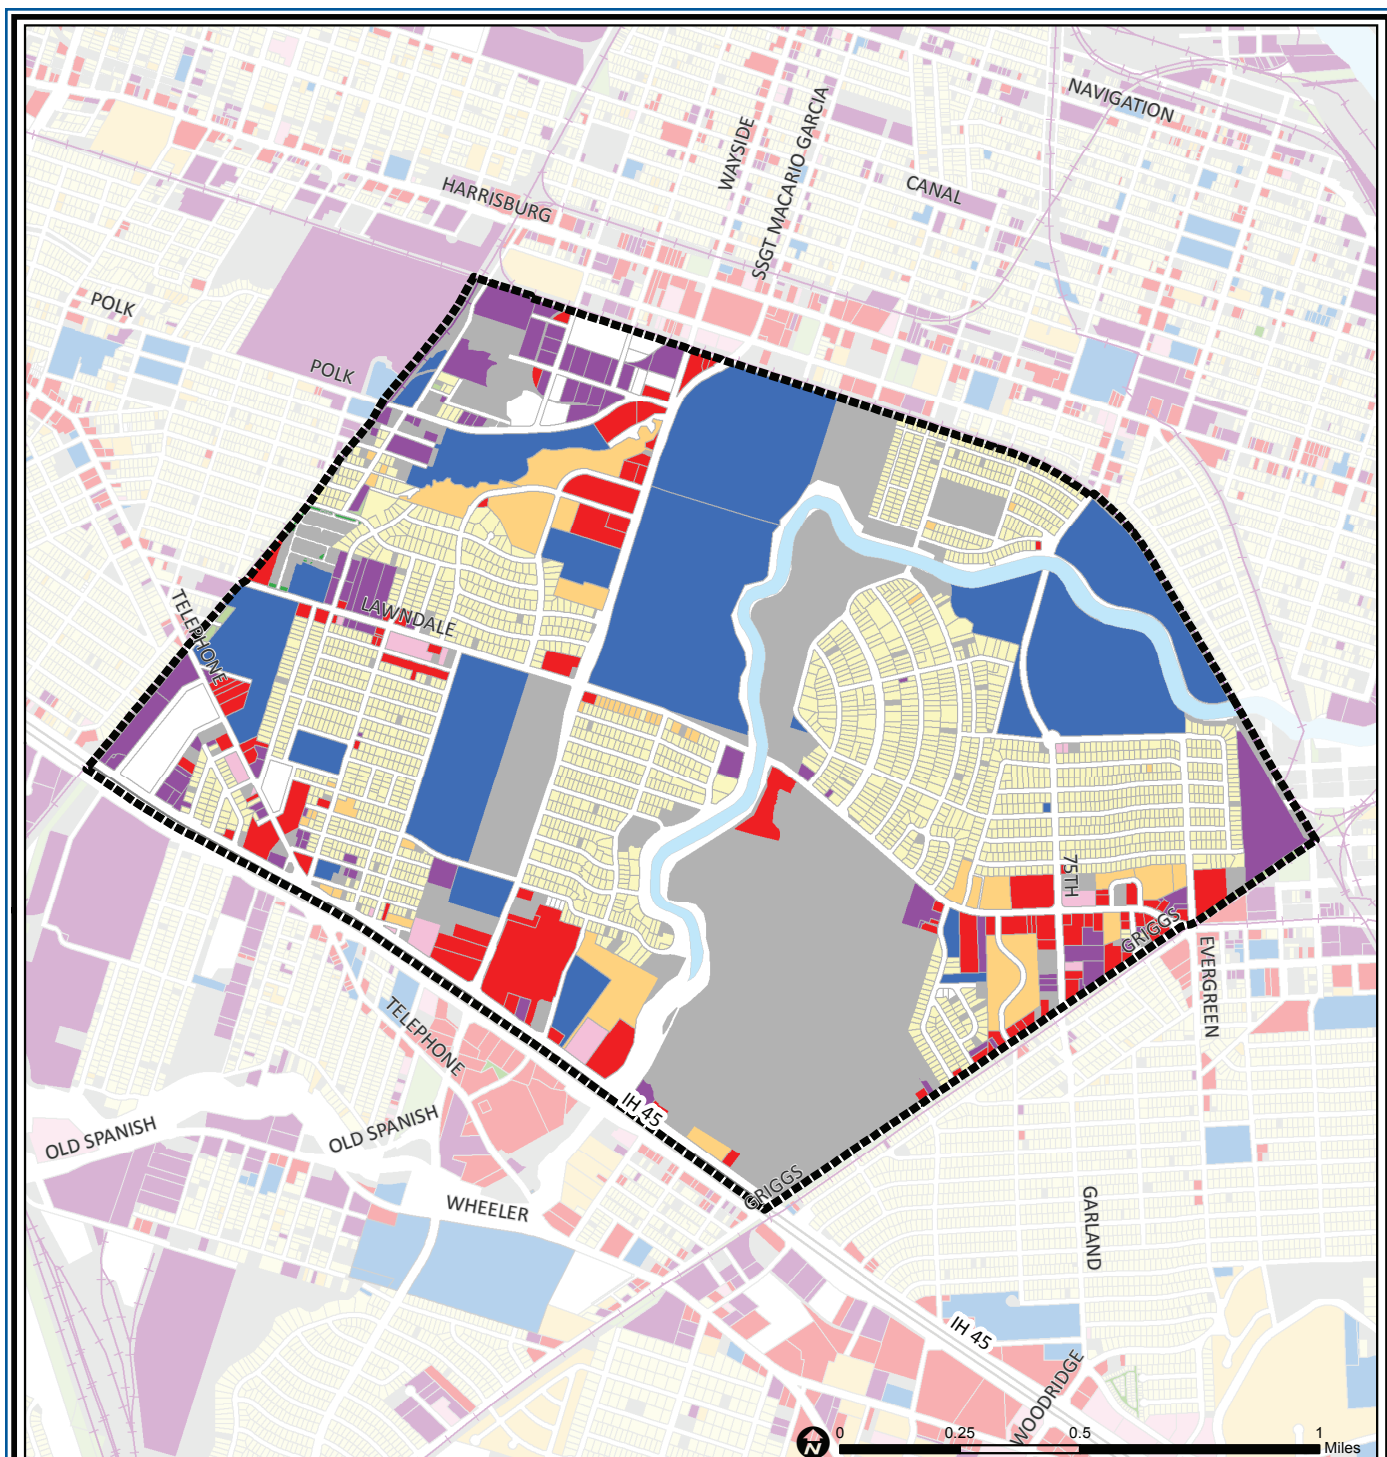 NAVIGATION
WAYSIDE
SSGT MACARIO GARCIA
CANAL
HARRISBURG
POLK
POLK
LAWNDALE
TELEPHONE
75TH
GRIGGS
EVERGREEN
TELEPHONE
IH 45
OLD SPANISH
OLD SPANISH
GRIGGS
WHEELER
GARLAND
IH 45
WOODRIDGE
N
0 0.25 0.5 1
Miles